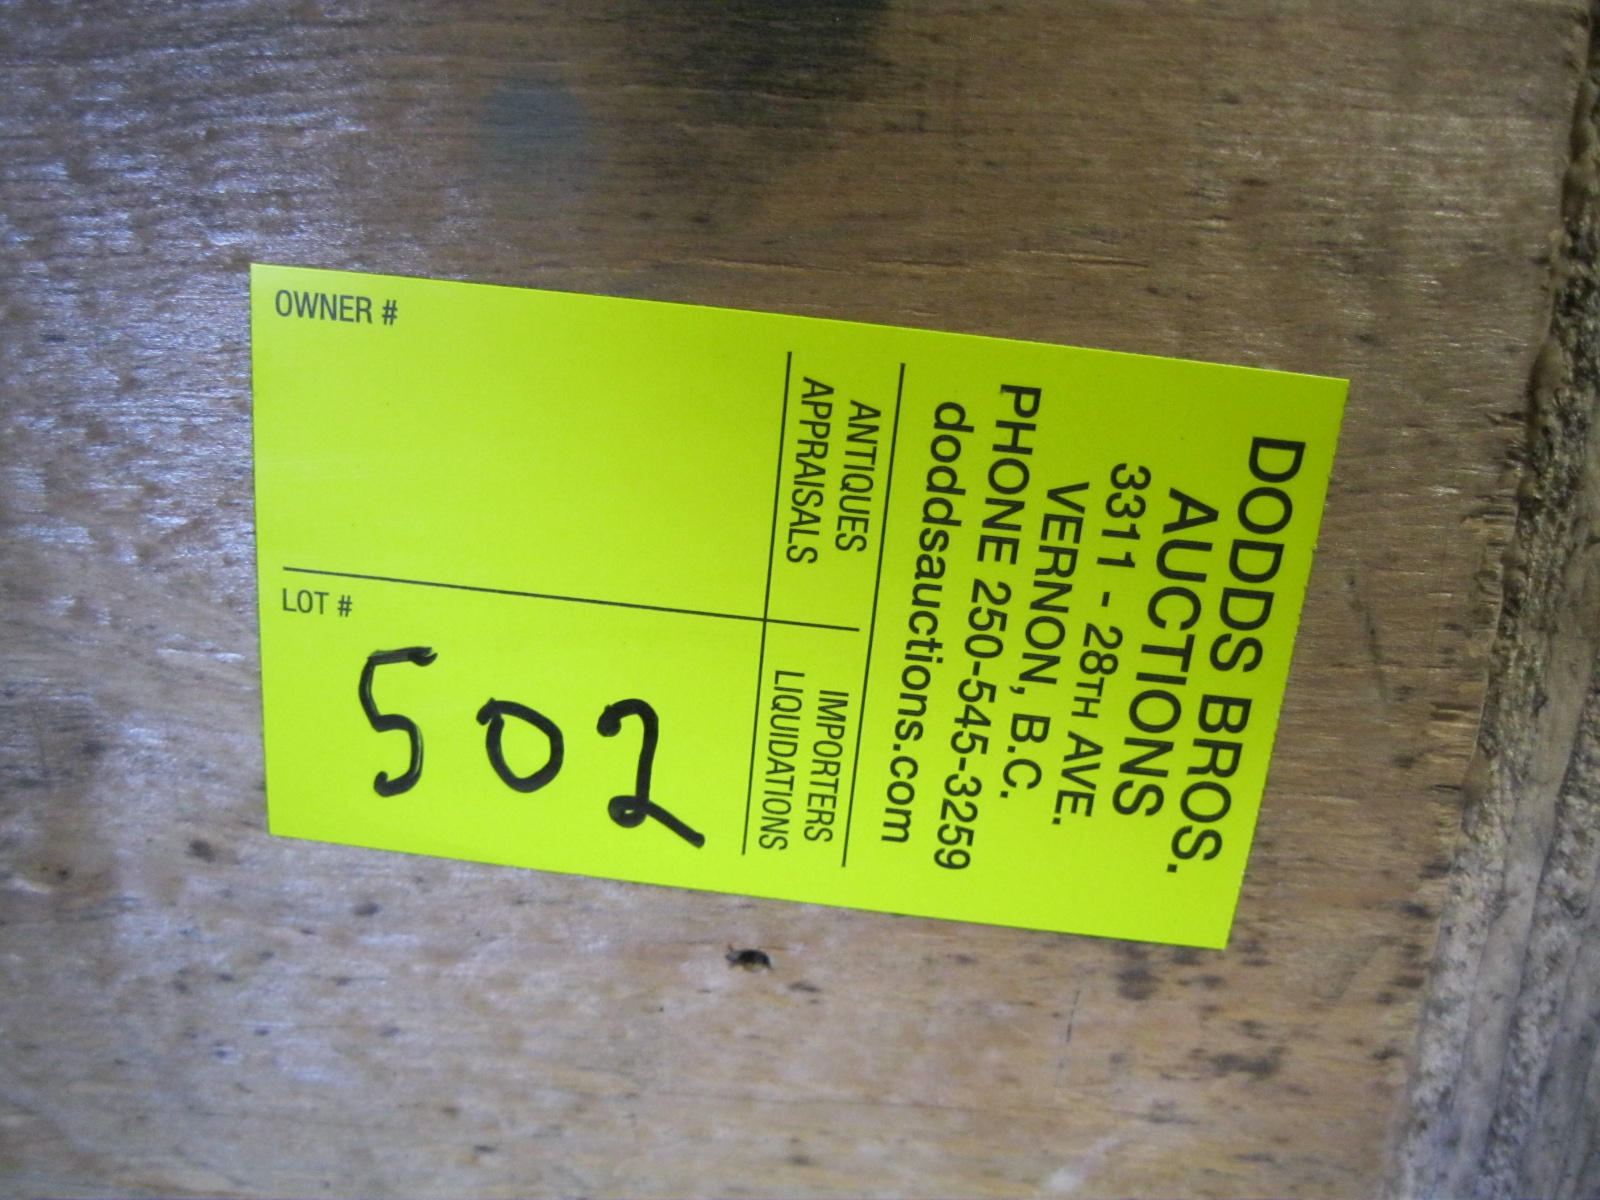 DODDS BROS.
AUCTIONS
3311 - 28TH AVE.
VERNON, B.C.
PHONE 250-545-3259
doddsauctions.com
ANTIQUES
APPRAISALS
IMPORTERS
LIQUIDATIONS
OWNER #
LOT #
502